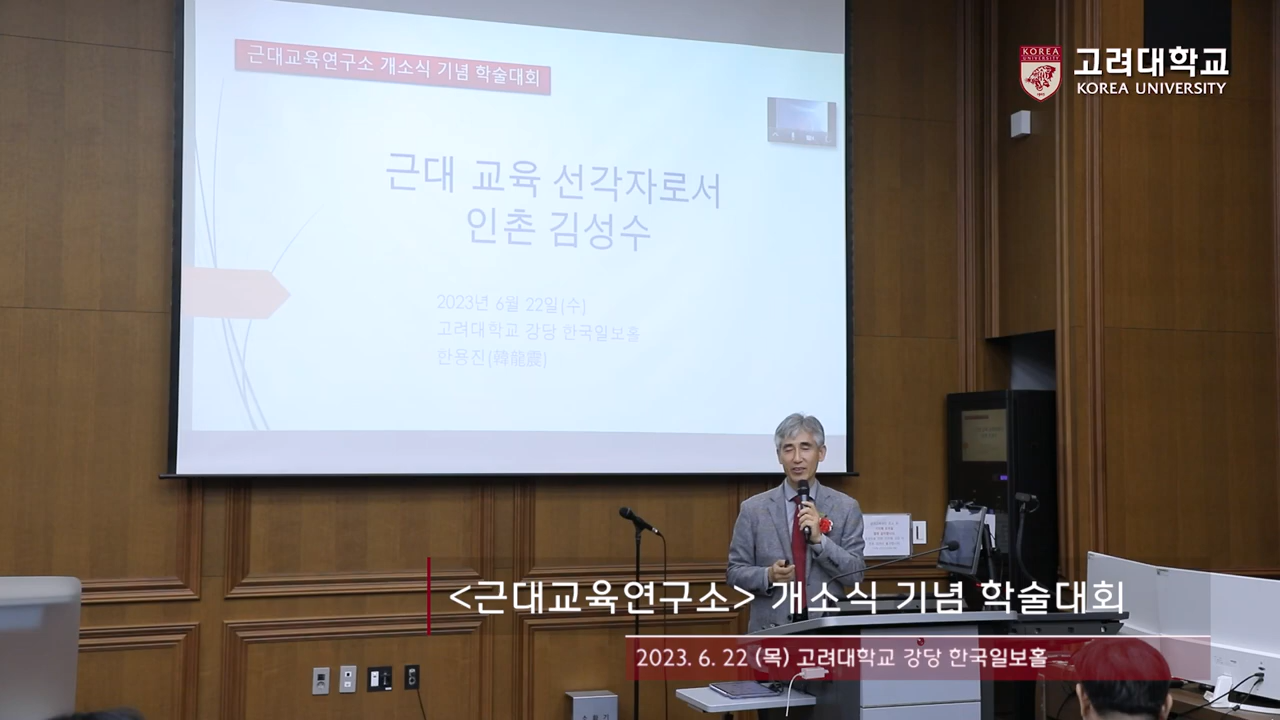 근대교육연구소 개소식 기념 학술대회
KOREA
UNIVERSITY
고려대학교
KOREA UNIVERSITY
근대 교육 선각자로서
인촌 김성수
2023년 6월 22일(수)
고려대학교 강당 한국일보홀
한용진(韓龍震)
<근대교육연구소> 개소식 기념 학술대회
2023. 6. 22 (목) 고려대학교 강당 한국일보홀